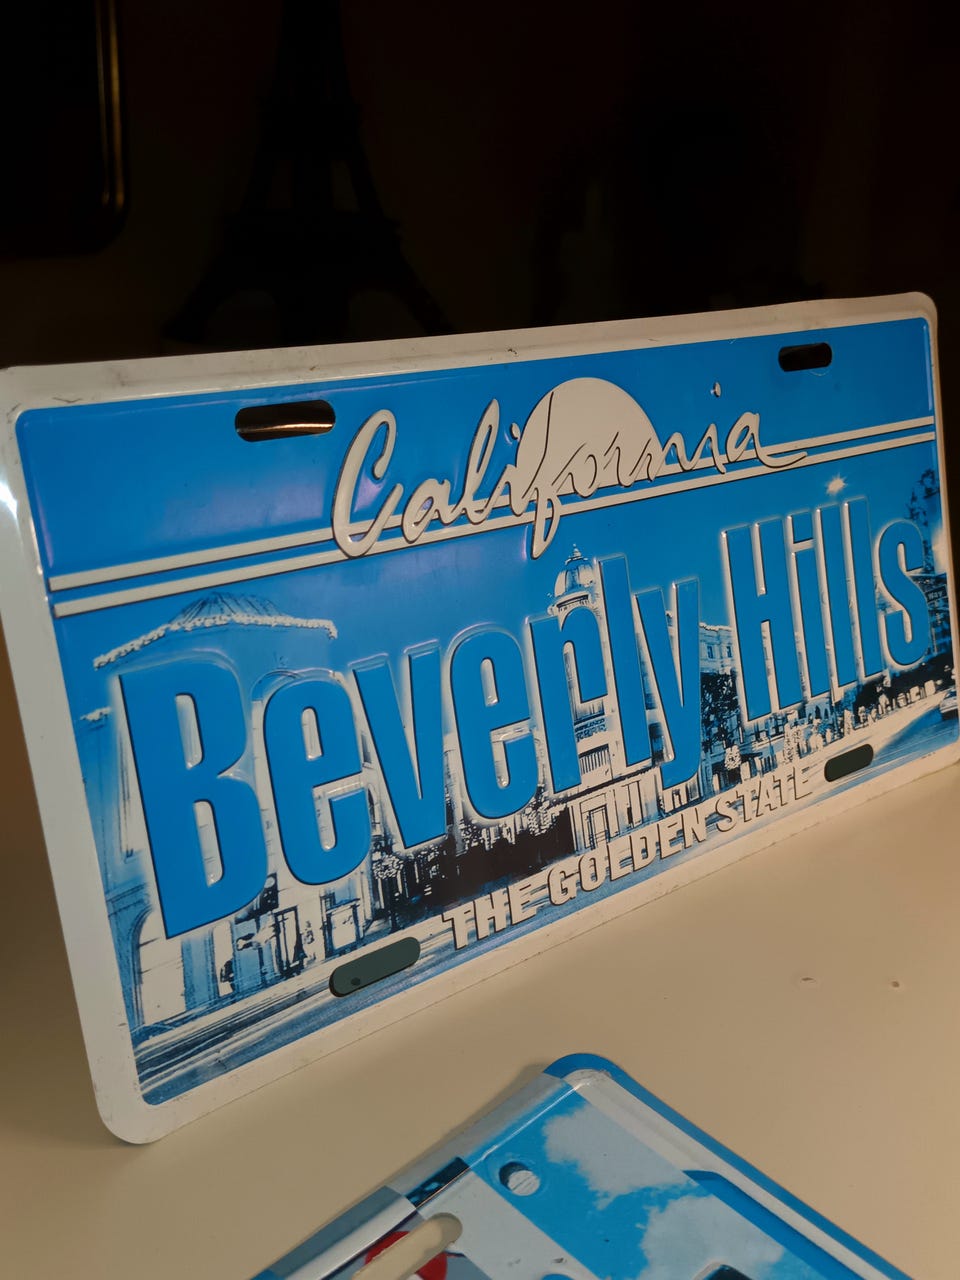 California
Beverly Hills
THE GOLDEN STATE